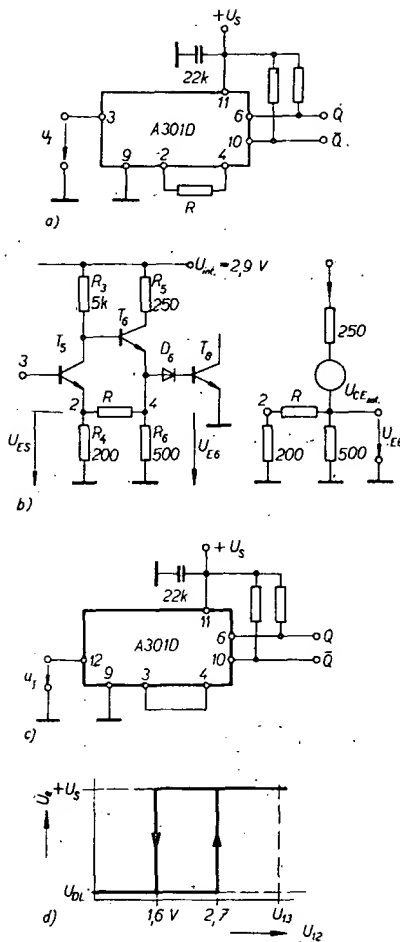 +U_S
22k
11
3
A301D
6
Q
10
Q̄
u_I
9
2
4
R
a)
U_int. = 2,9 V
R_3
5k
R_5
250
T_6
T_5
D_6
T_8
3
2
R
4
U_E5
R_4
200
R_6
500
U_E6
250
U_CE sat.
2
R
200
500
U_E6
b)
+U_S
22k
11
12
A301D
6
Q
10
Q̄
u_I
9
3
4
c)
U_a
+U_S
U_DL
1,6 V
2,7
U_13
U_12
d)